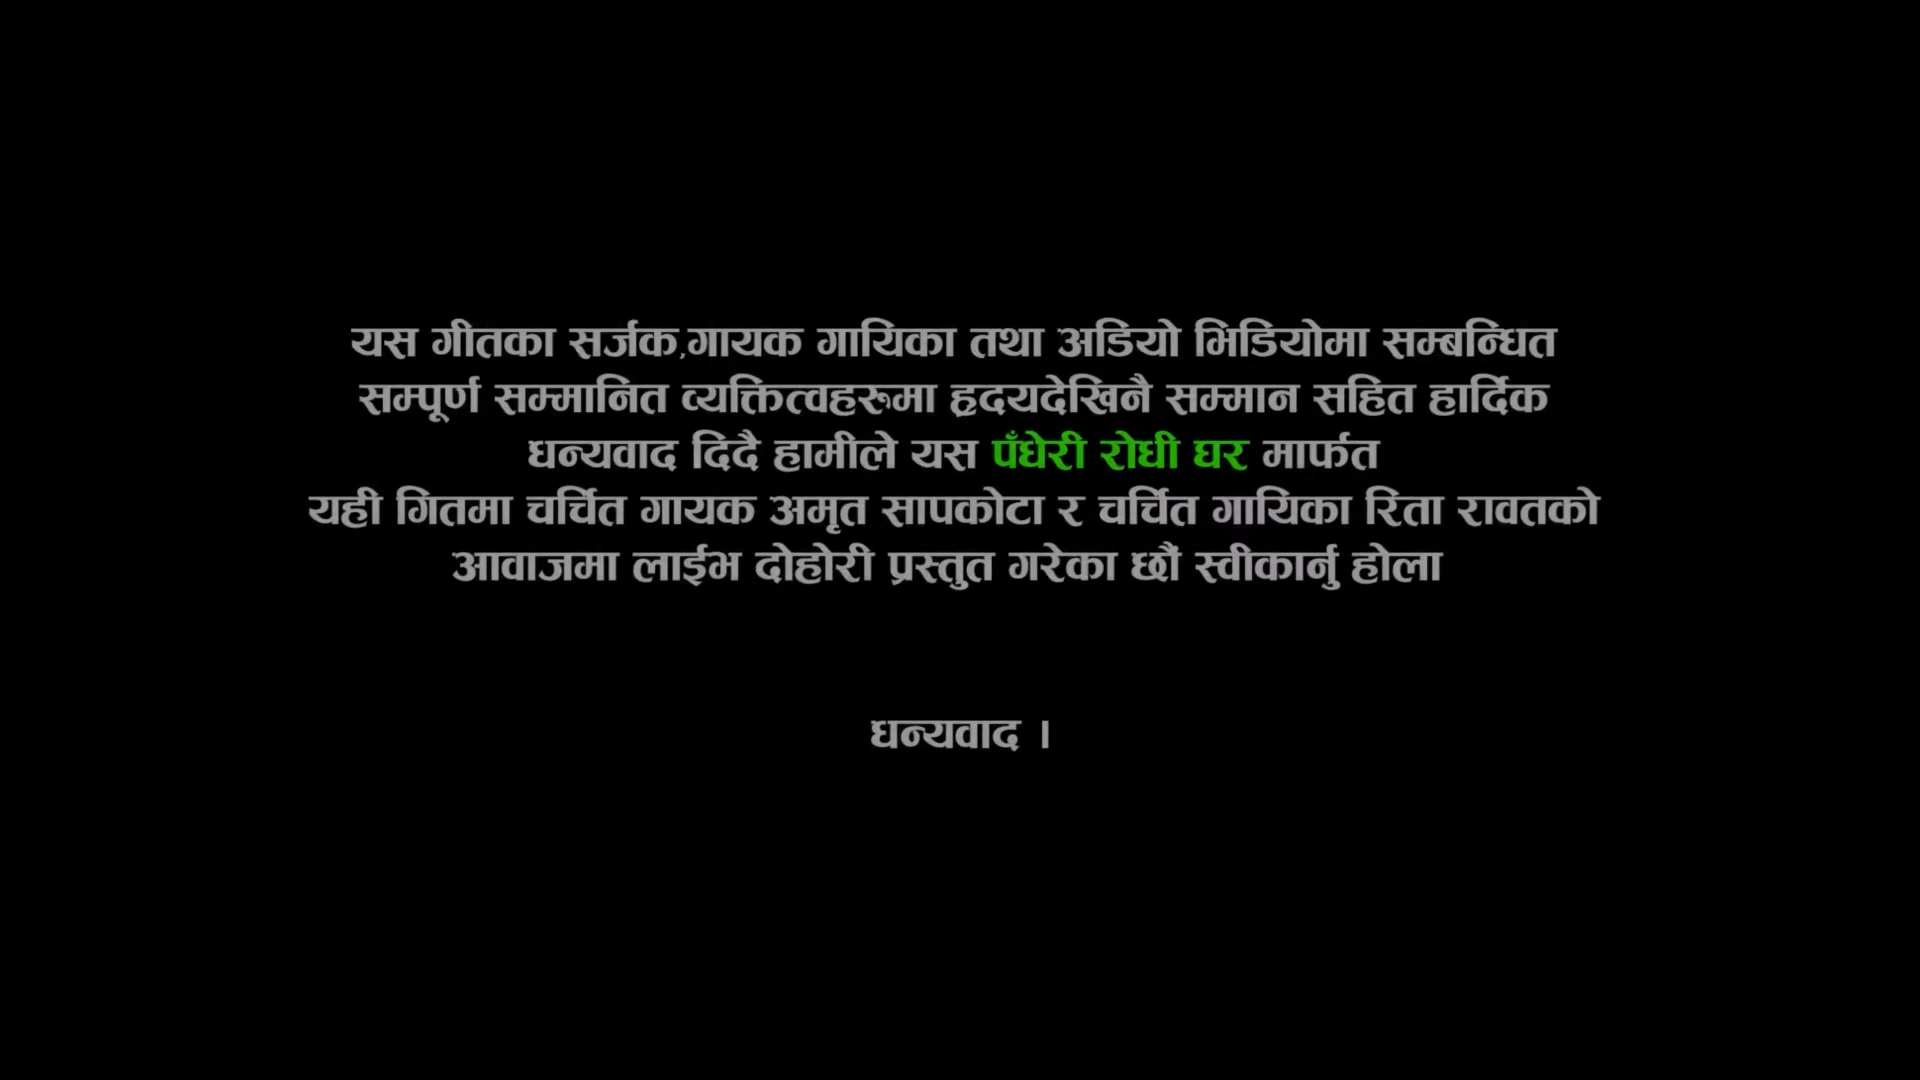 यस गीतका सर्जक,गायक गायिका तथा अडियो भिडियोमा सम्बन्धित
सम्पूर्ण सम्मानित व्यक्तित्वहरुमा हृदयदेखिनै सम्मान सहित हार्दिक
धन्यवाद दिदै हामीले यस पँधेरी रोधी घर मार्फत
यही गितमा चर्चित गायक अमृत सापकोटा र चर्चित गायिका रिता रावतको
आवाजमा लाईभ दोहोरी प्रस्तुत गरेका छौं स्वीकार्नु होला
धन्यवाद ।